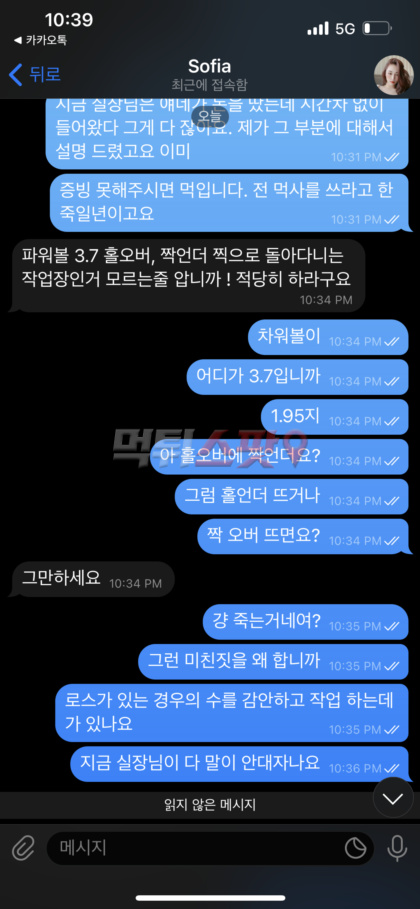 10:39
5G
◀ 카카오톡
뒤로
Sofia
최근에 접속함
지금 실장님은 얘네가 돈을 땄는데 시간차 없이
들어왔다 그게 다 잖아요. 제가 그 부분에 대해서
설명 드렸고요 이미
10:31 PM
오늘
증빙 못해주시면 먹입니다. 전 먹사를 쓰라고 한
죽일년이고요
10:31 PM
파워볼 3.7 홀오버, 짝언더 찍으로 돌아다니는
작업장인거 모르는줄 압니까 ! 적당히 하라구요
10:34 PM
차워볼이
10:34 PM
어디가 3.7입니까
10:34 PM
1.95지
10:34 PM
먹튀스팟
아 홀오버에 짝언더요?
10:34 PM
그럼 홀언더 뜨거나
10:34 PM
짝 오버 뜨면요?
10:34 PM
그만하세요
10:34 PM
걍 죽는거네여?
10:35 PM
그런 미친짓을 왜 합니까
10:35 PM
로스가 있는 경우의 수를 감안하고 작업 하는데
가 있나요
10:35 PM
지금 실장님이 다 말이 안대자나요
10:36 PM
읽지 않은 메시지
메시지